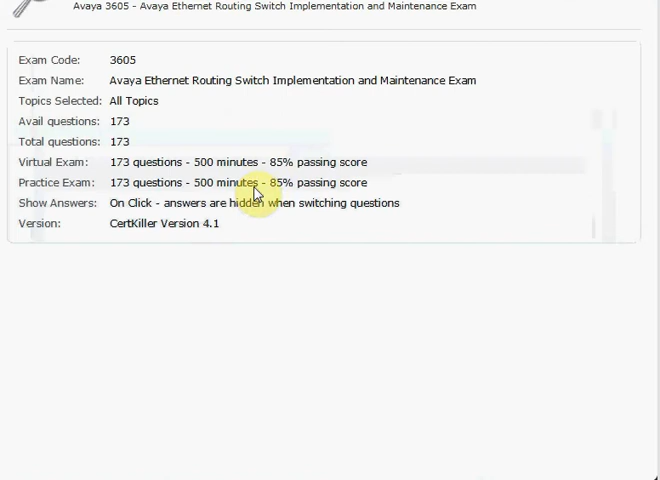 Avaya 3605 - Avaya Ethernet Routing Switch Implementation and Maintenance Exam
Exam Code: 3605
Exam Name: Avaya Ethernet Routing Switch Implementation and Maintenance Exam
Topics Selected: All Topics
Avail questions: 173
Total questions: 173
Virtual Exam: 173 questions - 500 minutes - 85% passing score
Practice Exam: 173 questions - 500 minutes - 85% passing score
Show Answers: On Click - answers are hidden when switching questions
Version: CertKiller Version 4.1